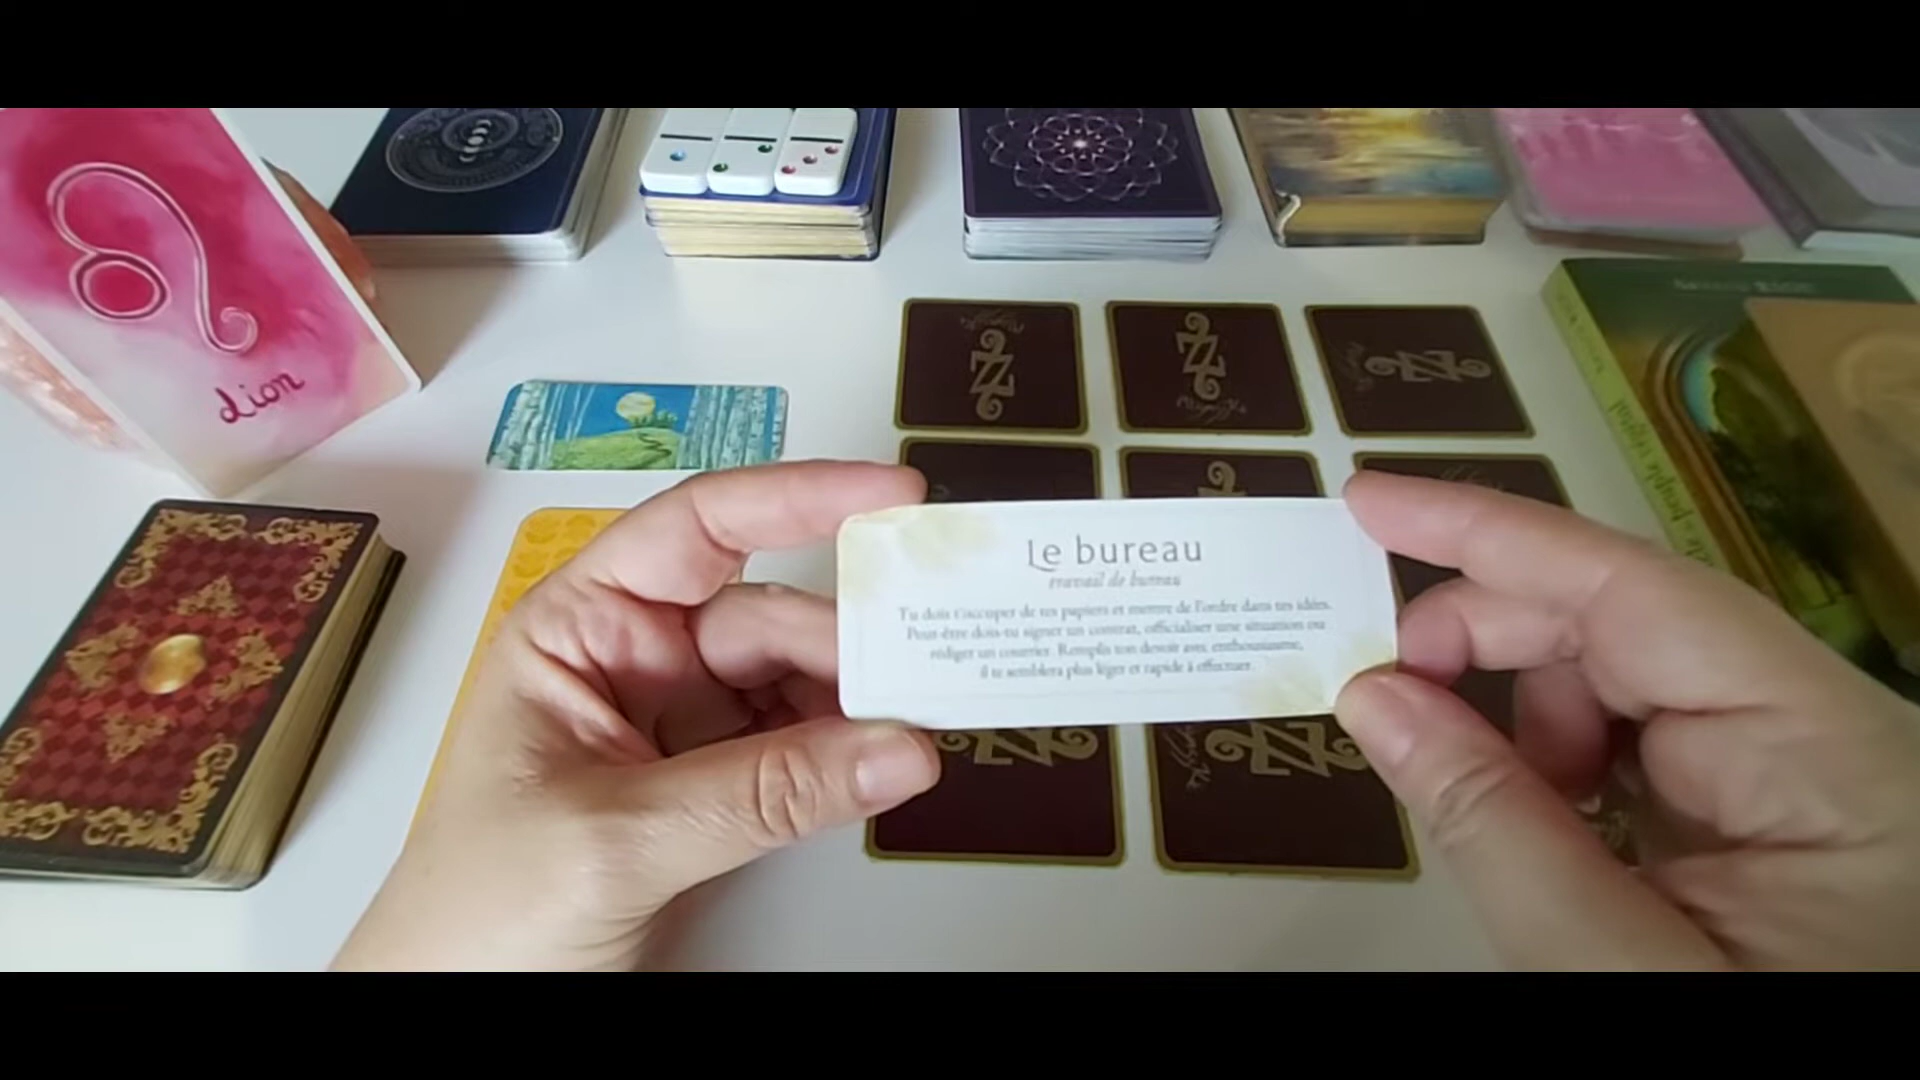 Lion
Le bureau
travail de bureau
Tu dois t'occuper de tes papiers et mettre de l'ordre dans tes idées.
Peut-être dois-tu signer un contrat, officialiser une situation ou
rédiger un courrier. Remplis ton devoir avec enthousiasme,
il te semblera plus léger et rapide à effectuer.
peuple végétal